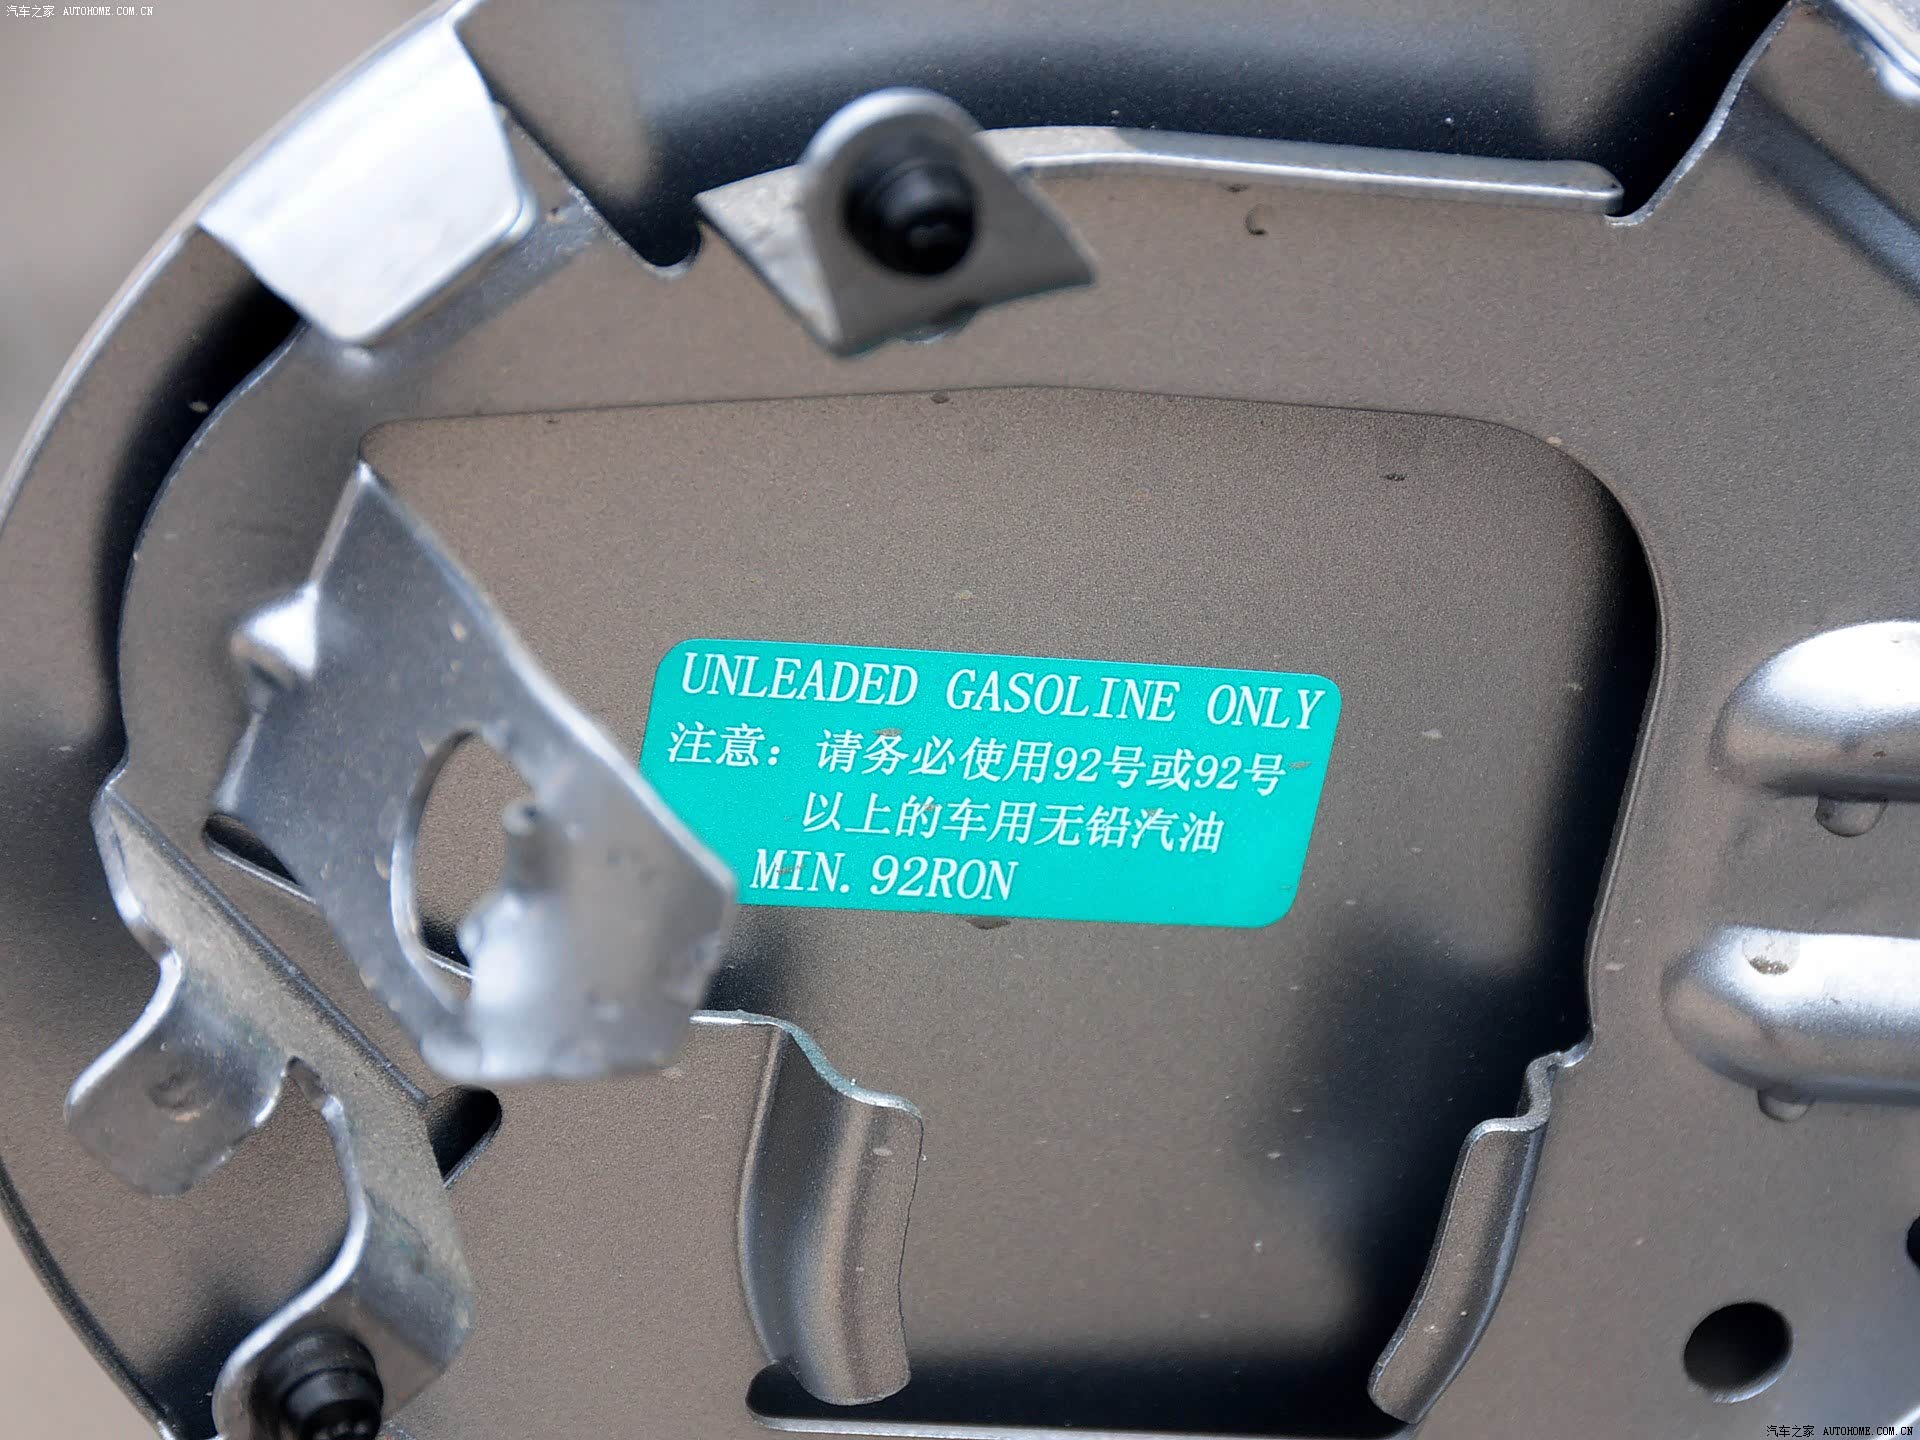 汽车之家 AUTOHOME.COM.CN
UNLEADED GASOLINE ONLY
注意：请务必使用92号或92号
以上的车用无铅汽油
MIN. 92RON
汽车之家 AUTOHOME.COM.CN